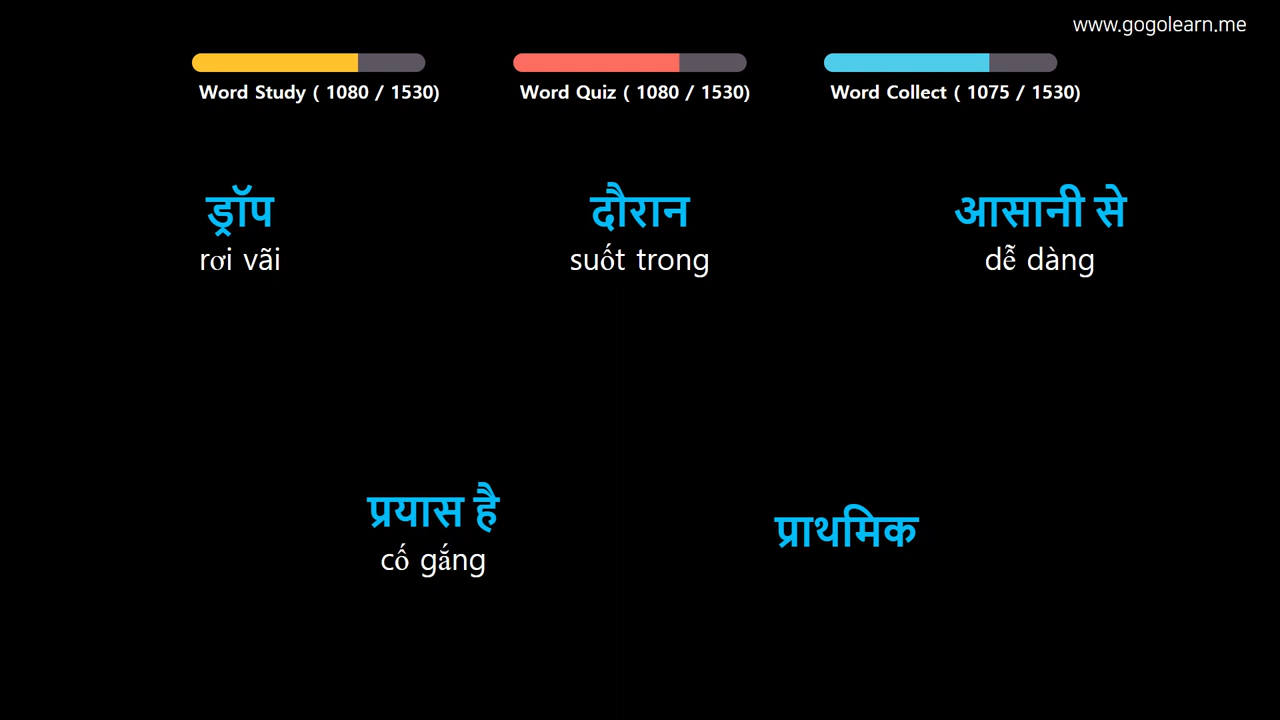 www.gogolearn.me
Word Study ( 1080 / 1530)
Word Quiz ( 1080 / 1530)
Word Collect ( 1075 / 1530)
ड्रॉप
rơi vãi
दौरान
suốt trong
आसानी से
dễ dàng
प्रयास है
cố gắng
प्राथमिक